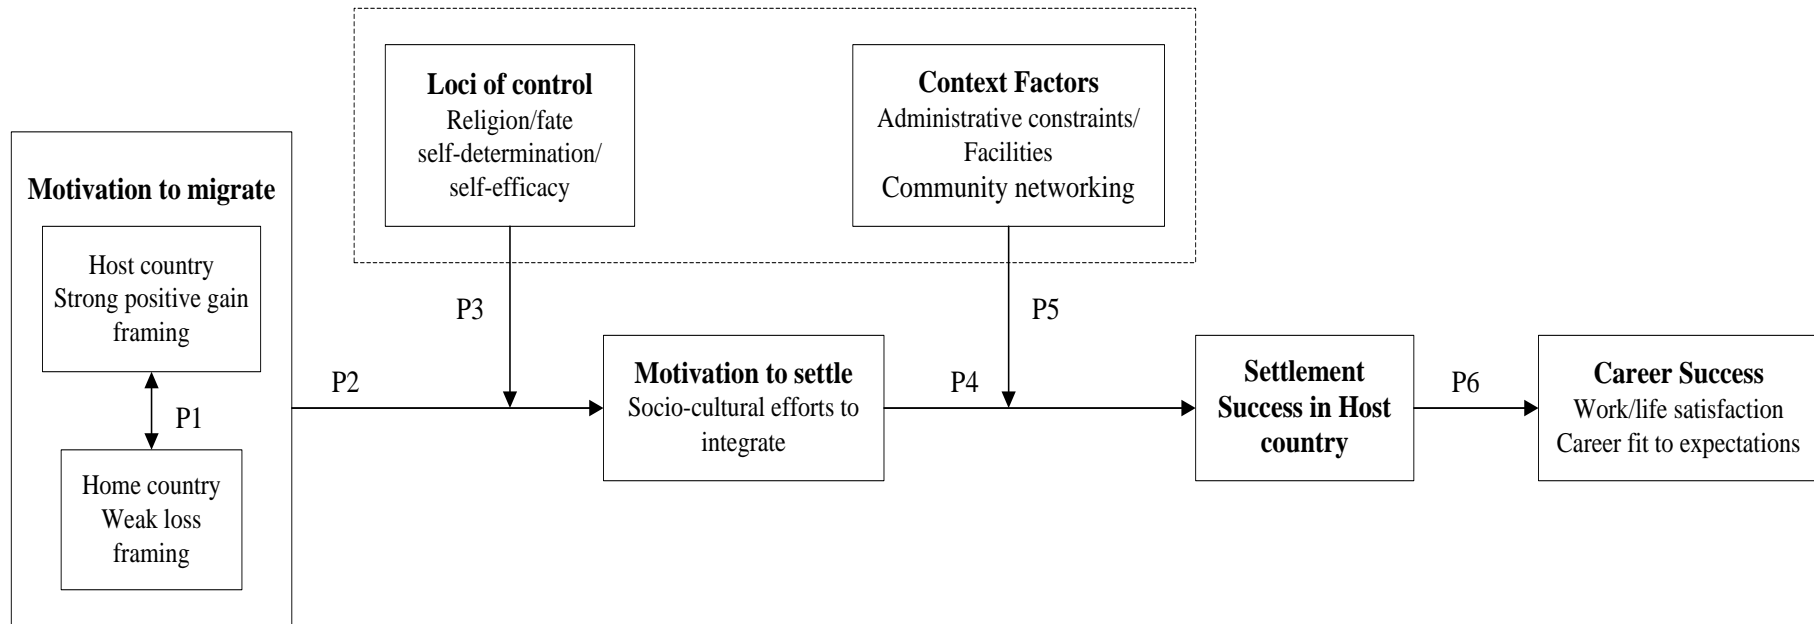 Loci of control
Religion/fate
self-determination/
self-efficacy
Context Factors
Administrative constraints/
Facilities
Community networking
Motivation to migrate
Host country
Strong positive gain
framing
P1
Home country
Weak loss
framing
P2
P3
Motivation to settle
Socio-cultural efforts to
integrate
P4
P5
Settlement
Success in Host
country
P6
Career Success
Work/life satisfaction
Career fit to expectations